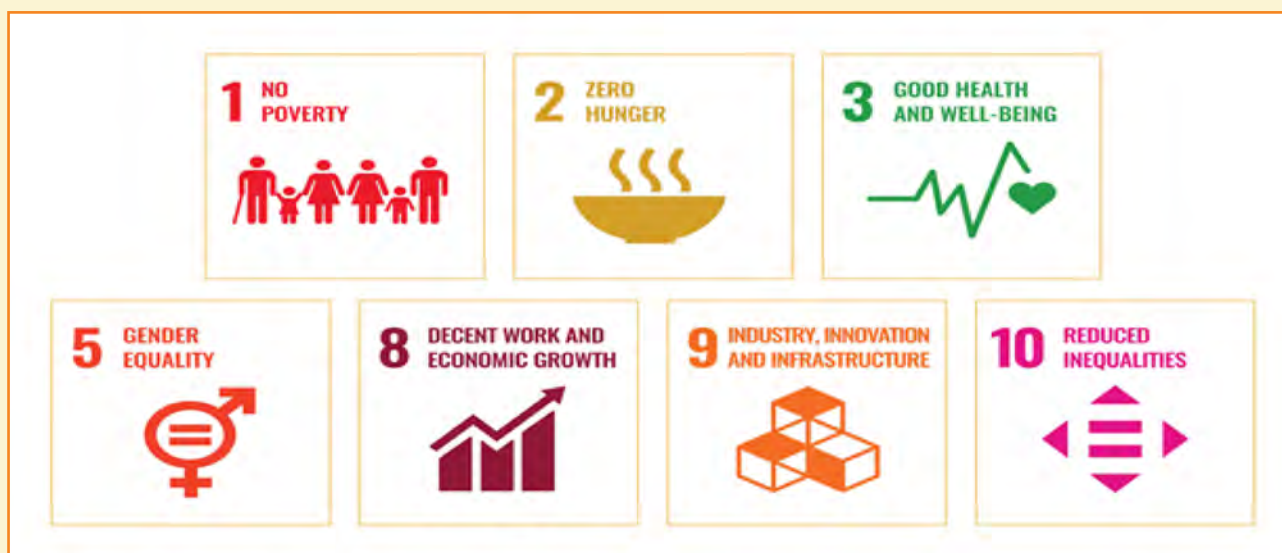 1 NO
POVERTY
2 ZERO
HUNGER
3 GOOD HEALTH
AND WELL-BEING
5 GENDER
EQUALITY
8 DECENT WORK AND
ECONOMIC GROWTH
9 INDUSTRY, INNOVATION
AND INFRASTRUCTURE
10 REDUCED
INEQUALITIES